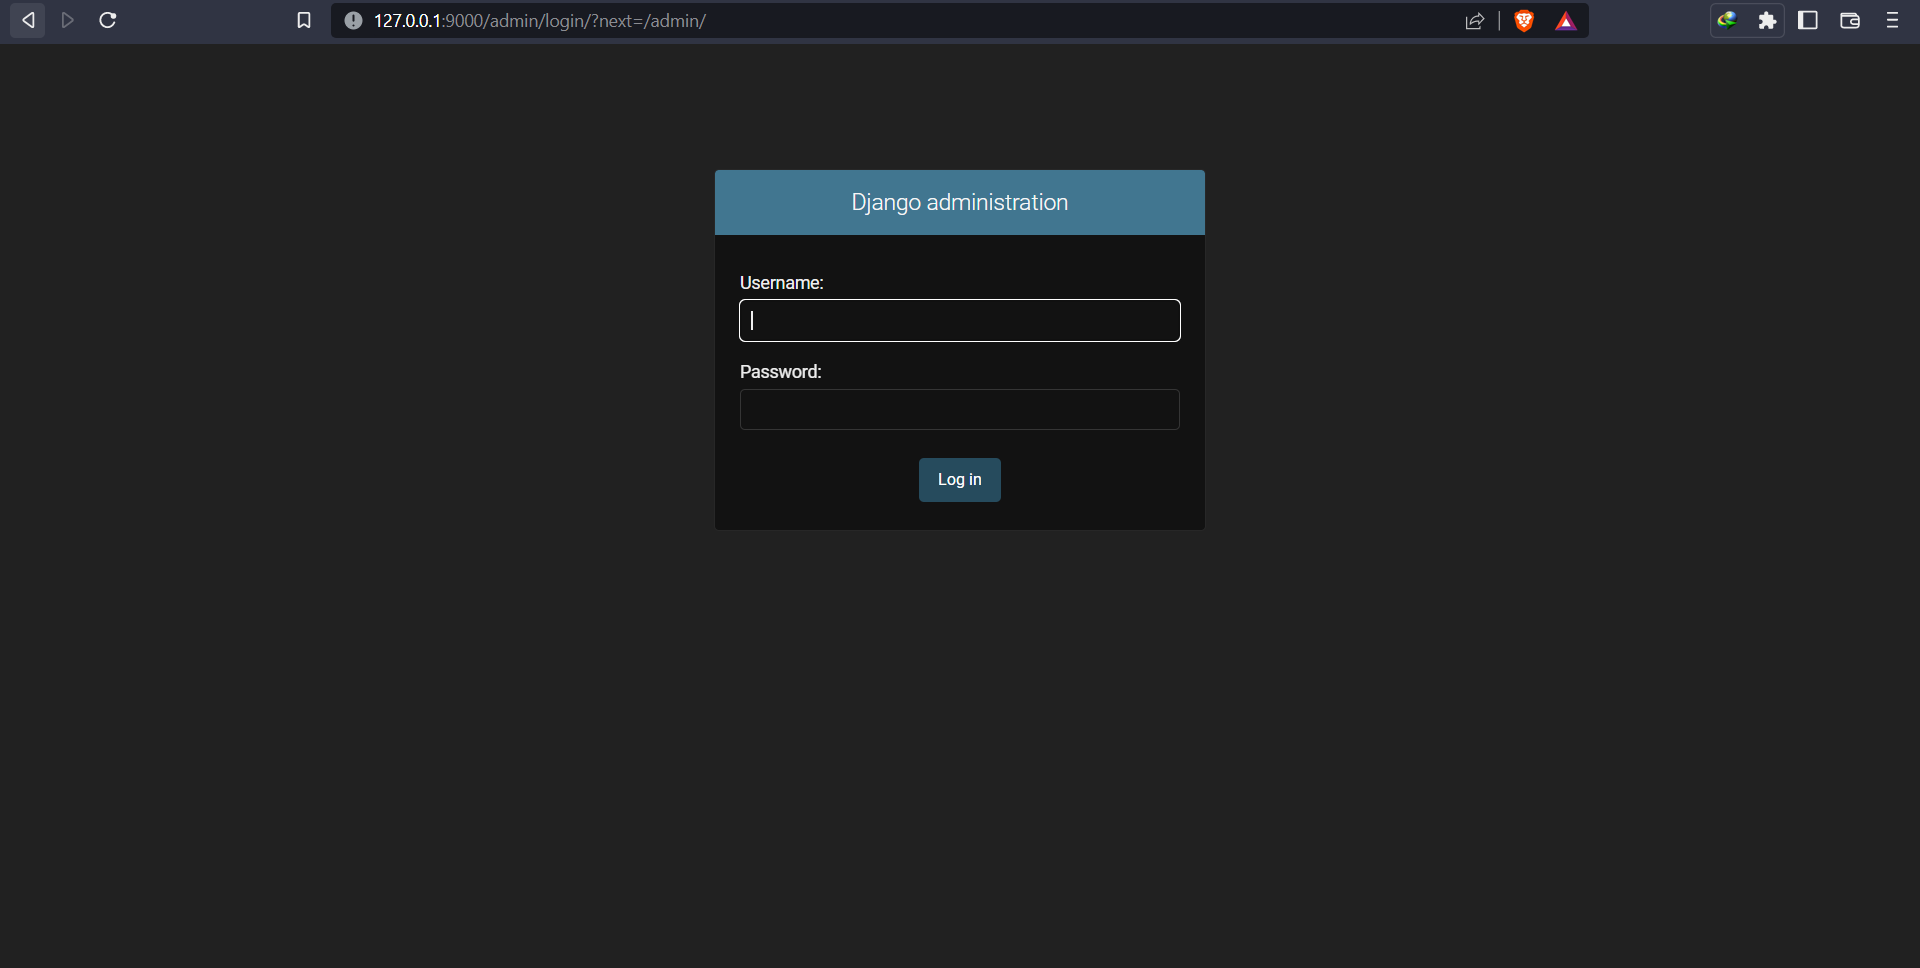 127.0.0.1:9000/admin/login/?next=/admin/
Django administration
Username:
Password:
Log in